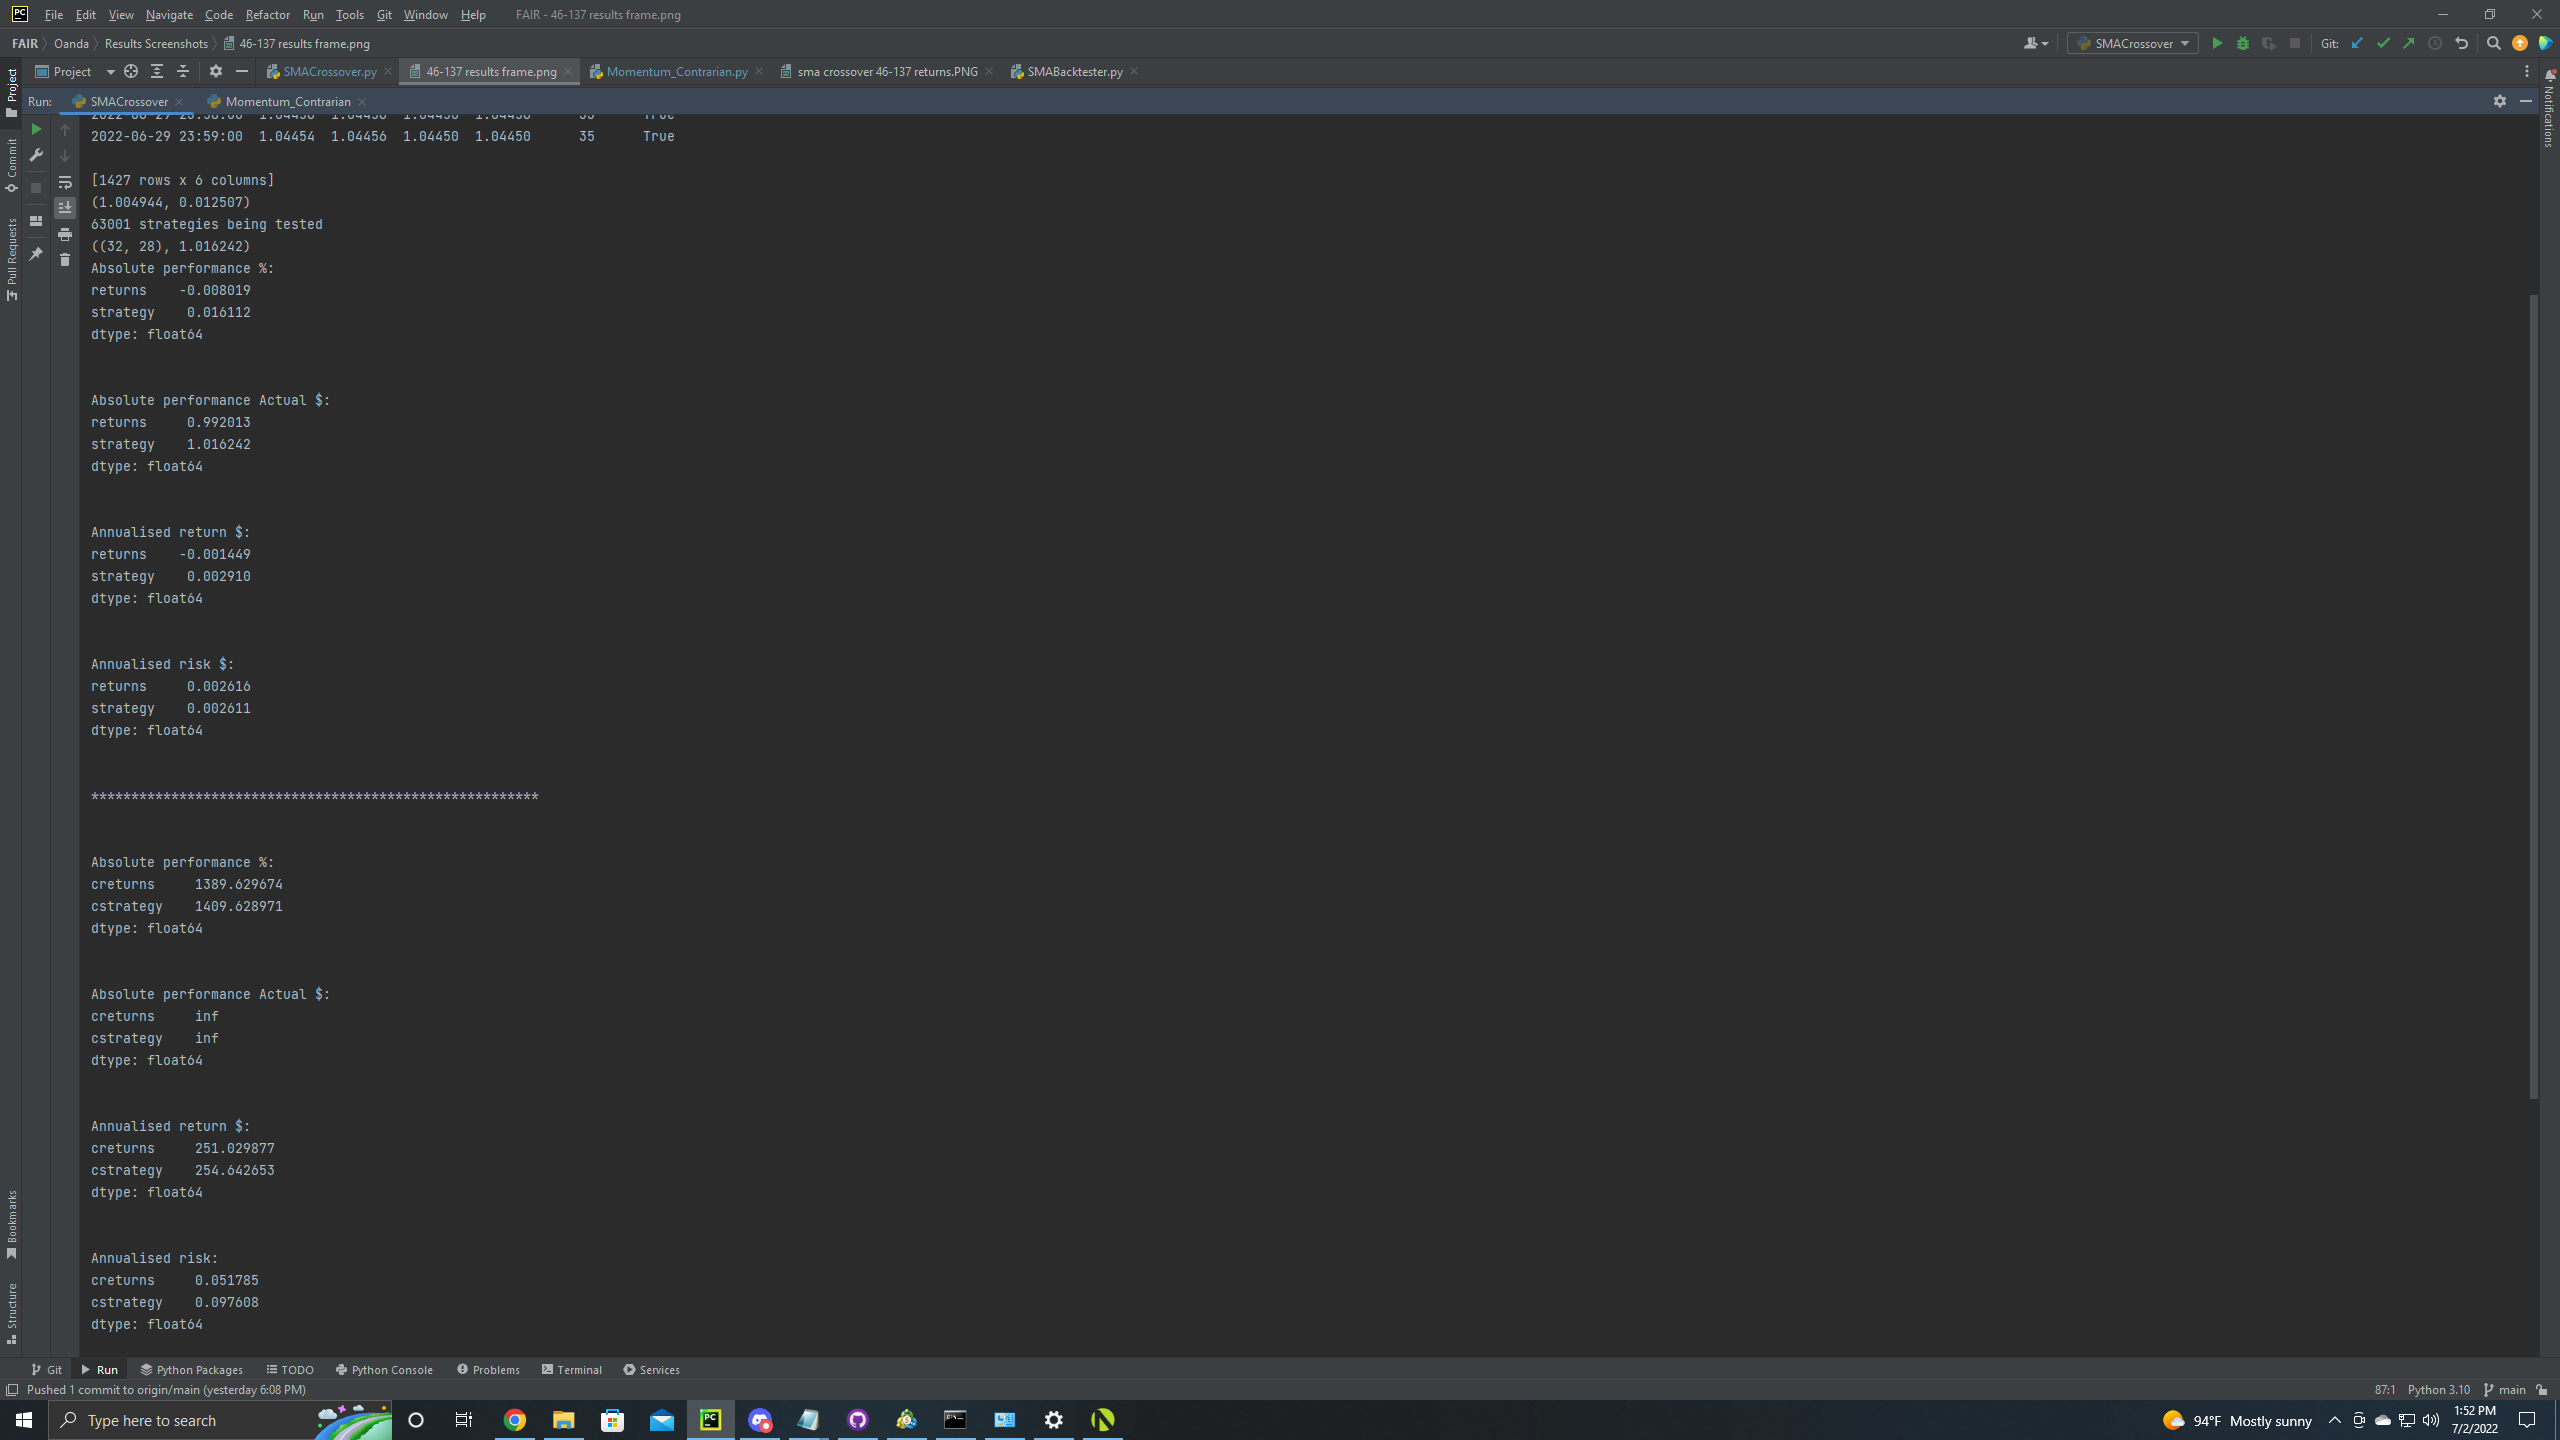 File Edit View Navigate Code Refactor Run Tools Git Window Help FAIR - 46-137 results frame.png
FAIR Oanda Results Screenshots 46-137 results frame.png SMACrossover Git:
Project SMACrossover.py 46-137 results frame.png Momentum_Contrarian.py sma crossover 46-137 returns.PNG SMABacktester.py
Run: SMACrossover Momentum_Contrarian
2022-06-29 23:59:00 1.04454 1.04456 1.04450 1.04450 35 True
[1427 rows x 6 columns]
(1.004944, 0.012507)
63001 strategies being tested
((32, 28), 1.016242)
Absolute performance %:
returns -0.008019
strategy 0.016112
dtype: float64
Absolute performance Actual $:
returns 0.992013
strategy 1.016242
dtype: float64
Annualised return $:
returns -0.001449
strategy 0.002910
dtype: float64
Annualised risk $:
returns 0.002616
strategy 0.002611
dtype: float64
********************************************************
Absolute performance %:
creturns 1389.629674
cstrategy 1409.628971
dtype: float64
Absolute performance Actual $:
creturns inf
cstrategy inf
dtype: float64
Annualised return $:
creturns 251.029877
cstrategy 254.642653
dtype: float64
Annualised risk:
creturns 0.051785
cstrategy 0.097608
dtype: float64
Project
Commit
Pull Requests
Bookmarks
Structure
Notifications
Git Run Python Packages TODO Python Console Problems Terminal Services
Pushed 1 commit to origin/main (yesterday 6:08 PM) 87:1 Python 3.10 main
Type here to search PC 94°F Mostly sunny 1:52 PM
7/2/2022